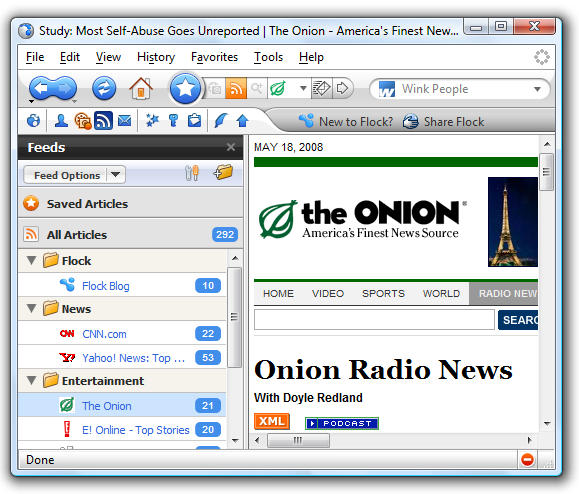 Study: Most Self-Abuse Goes Unreported | The Onion - America's Finest New...
File Edit View History Favorites Tools Help
Wink People
New to Flock? Share Flock
Feeds
Feed Options
Saved Articles
All Articles 292
Flock
Flock Blog 10
News
CNN CNN.com 22
Y! Yahoo! News: Top ... 53
Entertainment
The Onion 21
E! E! Online - Top Stories 20
MAY 18, 2008
the ONION®
America's Finest News Source
HOME VIDEO SPORTS WORLD RADIO NEW
SEARC
Onion Radio News
With Doyle Redland
XML PODCAST
Done